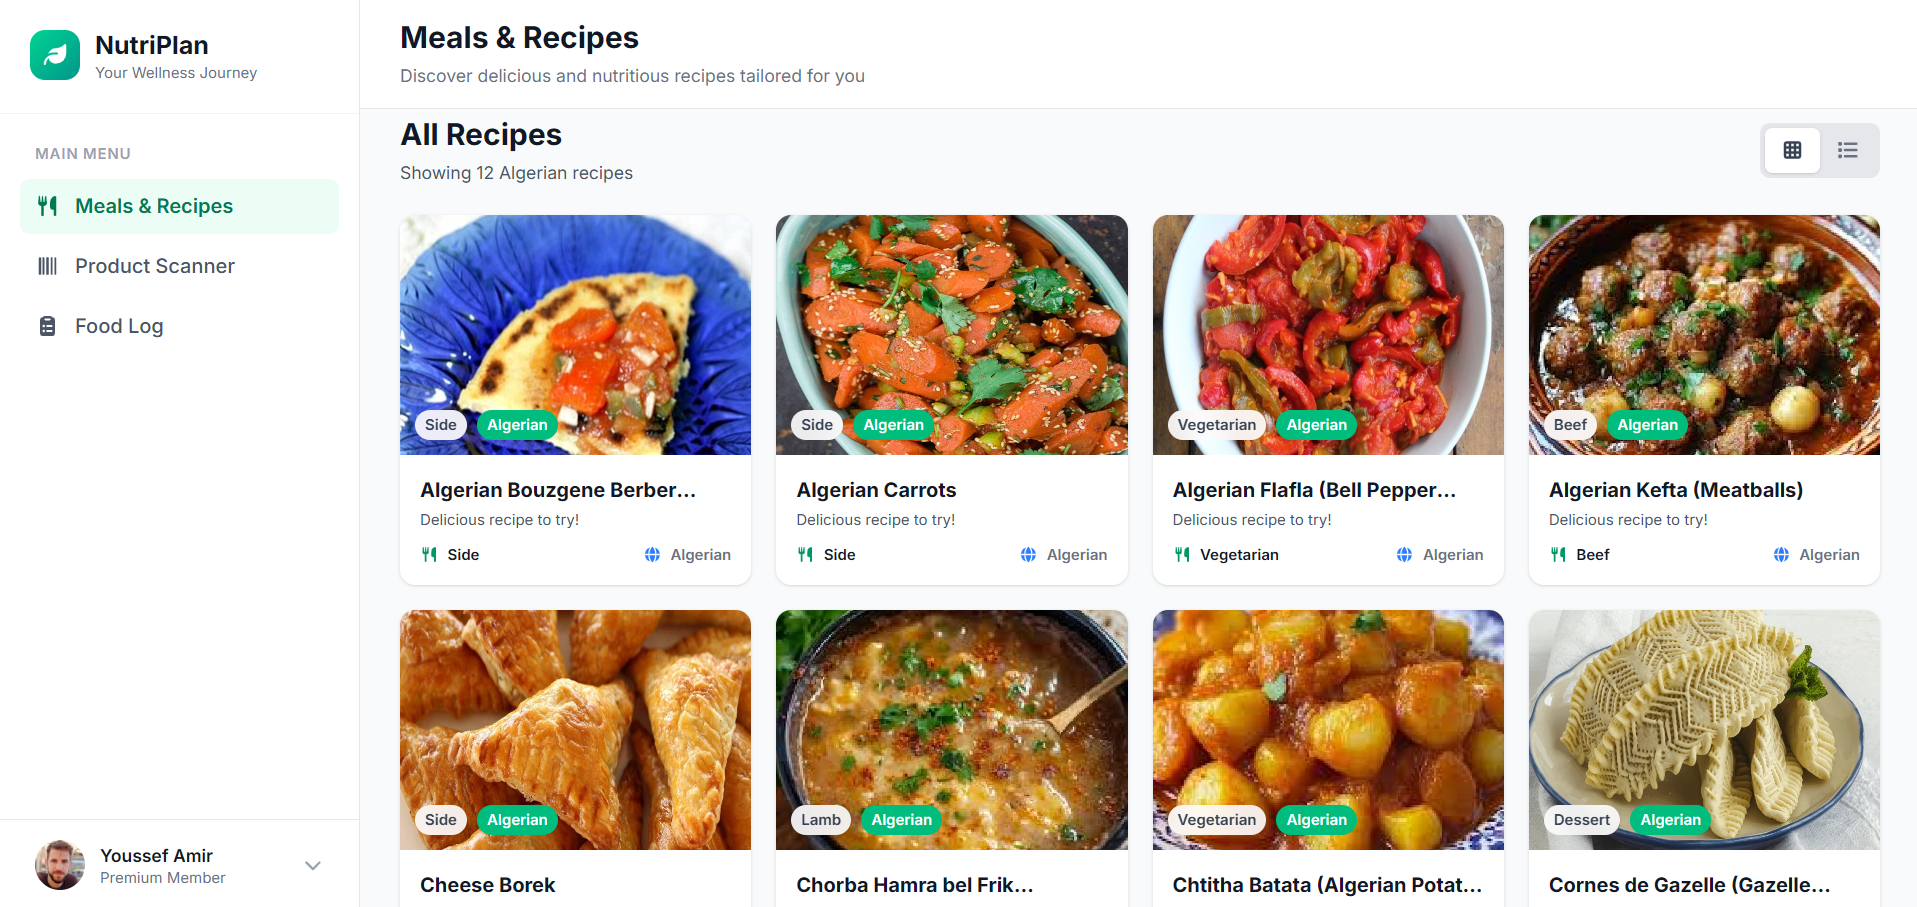 NutriPlan
Your Wellness Journey
MAIN MENU
Meals & Recipes
Product Scanner
Food Log
Youssef Amir
Premium Member
Meals & Recipes
Discover delicious and nutritious recipes tailored for you
All Recipes
Showing 12 Algerian recipes
Side Algerian
Algerian Bouzgene Berber...
Delicious recipe to try!
Side Algerian
Side Algerian
Algerian Carrots
Delicious recipe to try!
Side Algerian
Vegetarian Algerian
Algerian Flafla (Bell Pepper...
Delicious recipe to try!
Vegetarian Algerian
Beef Algerian
Algerian Kefta (Meatballs)
Delicious recipe to try!
Beef Algerian
Side Algerian
Cheese Borek
Lamb Algerian
Chorba Hamra bel Frik...
Vegetarian Algerian
Chtitha Batata (Algerian Potat...
Dessert Algerian
Cornes de Gazelle (Gazelle...